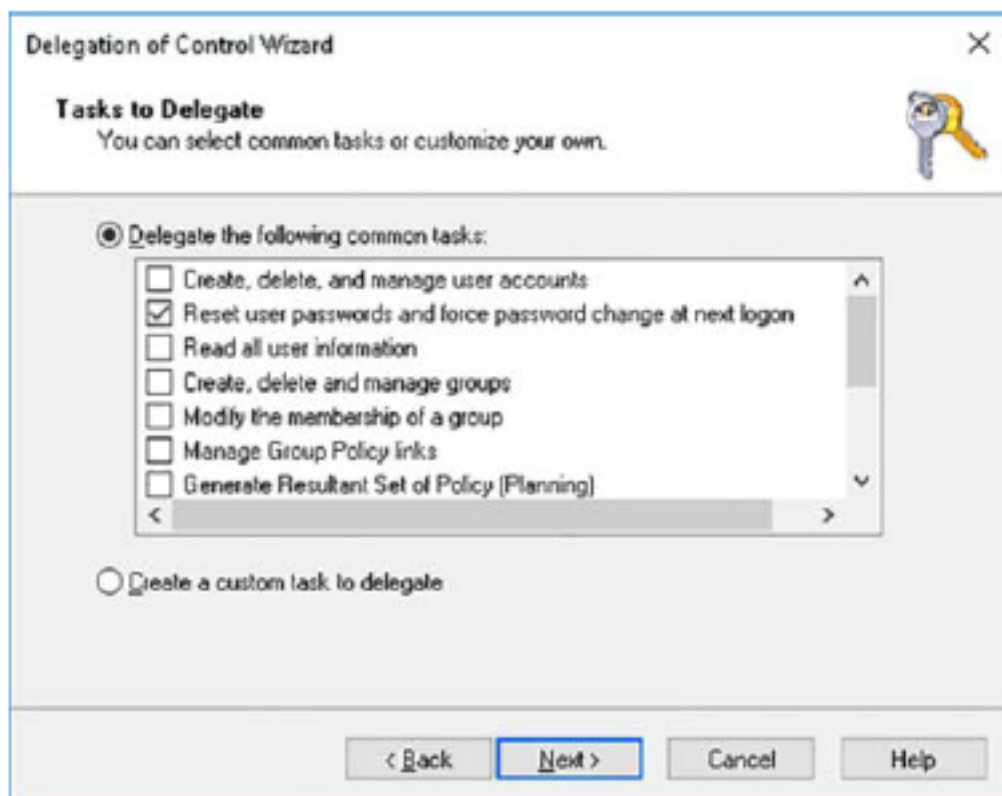 Delegation of Control Wizard
Tasks to Delegate
You can select common tasks or customize your own.
Delegate the following common tasks:
Create, delete, and manage user accounts
Reset user passwords and force password change at next logon
Read all user information
Create, delete and manage groups
Modify the membership of a group
Manage Group Policy links
Generate Resultant Set of Policy (Planning)
Create a custom task to delegate
< Back
Next >
Cancel
Help